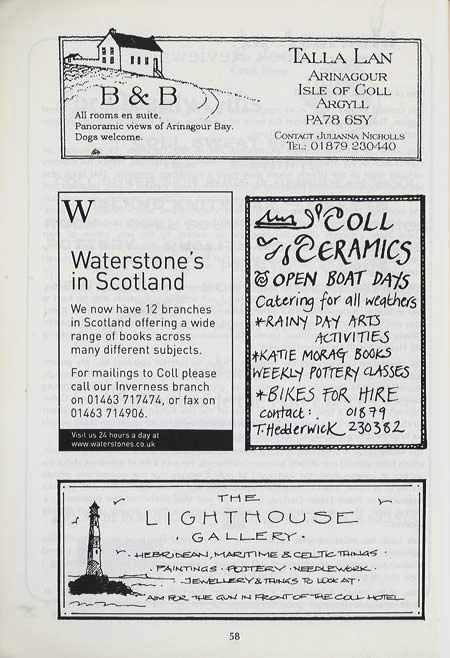 B & B
All rooms en suite.
Panoramic views of Arinagour Bay.
Dogs welcome.
TALLA LAN
ARINAGOUR
ISLE OF COLL
ARGYLL
PA78 6SY
CONTACT JULIANNA NICHOLLS
TEL: 01879 230440
W
Waterstone's
in Scotland
We now have 12 branches
in Scotland offering a wide
range of books across
many different subjects.
For mailings to Coll please
call our Inverness branch
on 01463 717474, or fax on
01463 714906.
Visit us 24 hours a day at
www.waterstones.co.uk
COLL
CERAMICS
OPEN BOAT DAYS
Catering for all weathers
*RAINY DAY ARTS
ACTIVITIES
*KATIE MORAG BOOKS
WEEKLY POTTERY CLASSES
*BIKES FOR HIRE
contact: 01879
T. Hedderwick 230382
THE
LIGHTHOUSE
· GALLERY ·
· HEBRIDEAN, MARITIME & CELTIC THINGS ·
· PAINTINGS · POTTERY · NEEDLEWORK ·
· JEWELLERY & THINGS TO LOOK AT ·
AIM FOR THE GUN IN FRONT OF THE COLL HOTEL
58